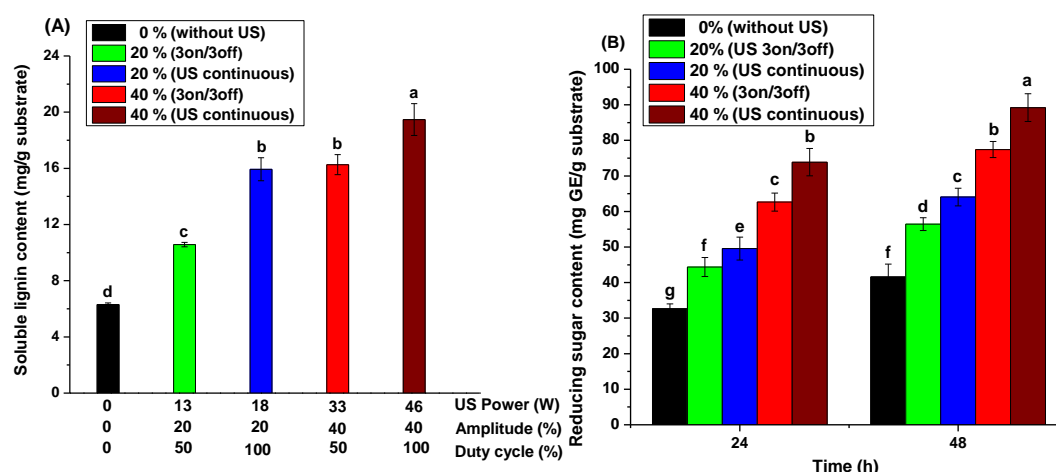 (A)
0 % (without US)
20 % (3on/3off)
20 % (US continuous)
40 % (3on/3off)
40 % (US continuous)
Soluble lignin content (mg/g substrate)
24
20
16
12
8
4
0
d
c
b
b
a
0 13 18 33 46 US Power (W)
0 20 20 40 40 Amplitude (%)
0 50 100 50 100 Duty cycle (%)
(B)
0% (without US)
20% (US 3on/3off)
20 % (US continuous)
40 % (3on/3off)
40 % (US continuous)
Reducing sugar content (mg GE/g substrate)
100
90
80
70
60
50
40
30
20
10
0
g
f
e
c
b
f
d
c
b
a
24 48
Time (h)